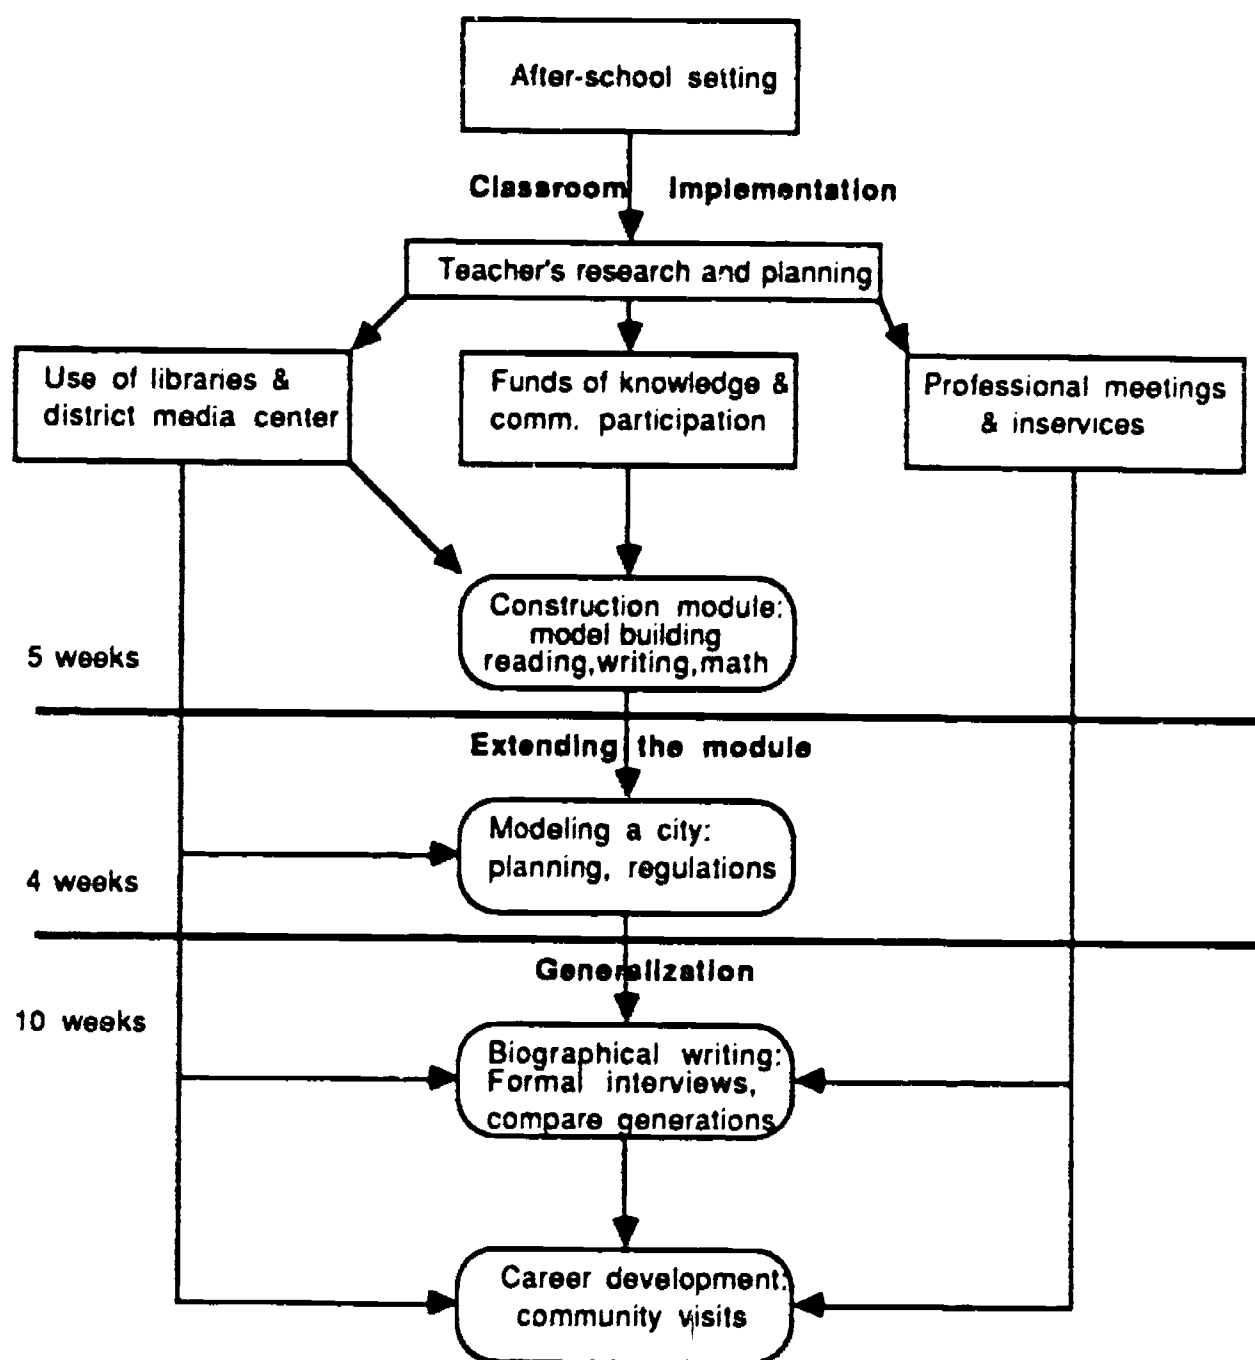 After-school setting
Classroom Implementation
Teacher's research and planning
Use of libraries &
district media center
Funds of knowledge &
comm. participation
Professional meetings
& inservices
Construction module:
model building
reading,writing,math
5 weeks
Extending the module
Modeling a city:
planning, regulations
4 weeks
Generalization
10 weeks
Biographical writing:
Formal interviews,
compare generations
Career development:
community visits